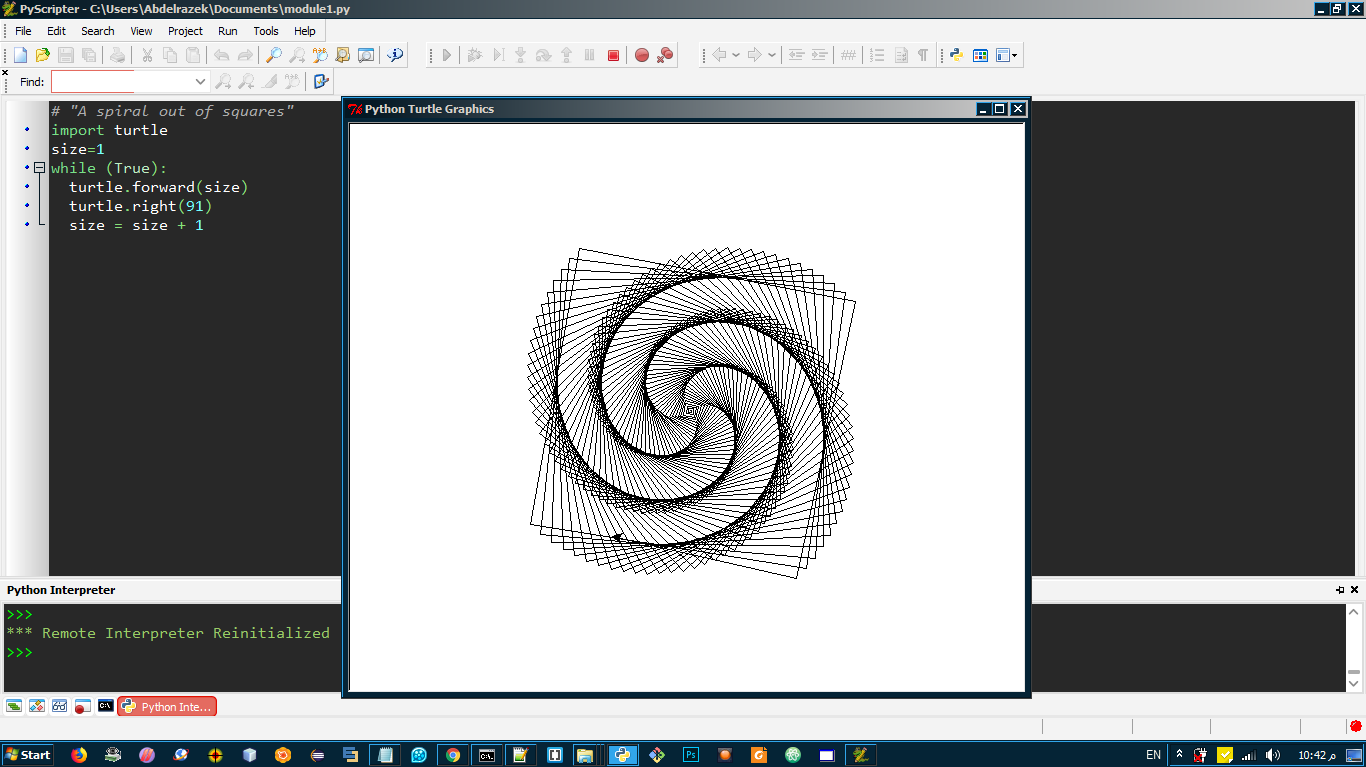 PyScripter - C:\Users\Abdelrazek\Documents\module1.py
File Edit Search View Project Run Tools Help
Find:
# "A spiral out of squares"
import turtle
size=1
while (True):
turtle.forward(size)
turtle.right(91)
size = size + 1
Python Turtle Graphics
Python Interpreter
>>>
*** Remote Interpreter Reinitialized
>>>
Python Inte...
Start
Ps
EN
10:42 م